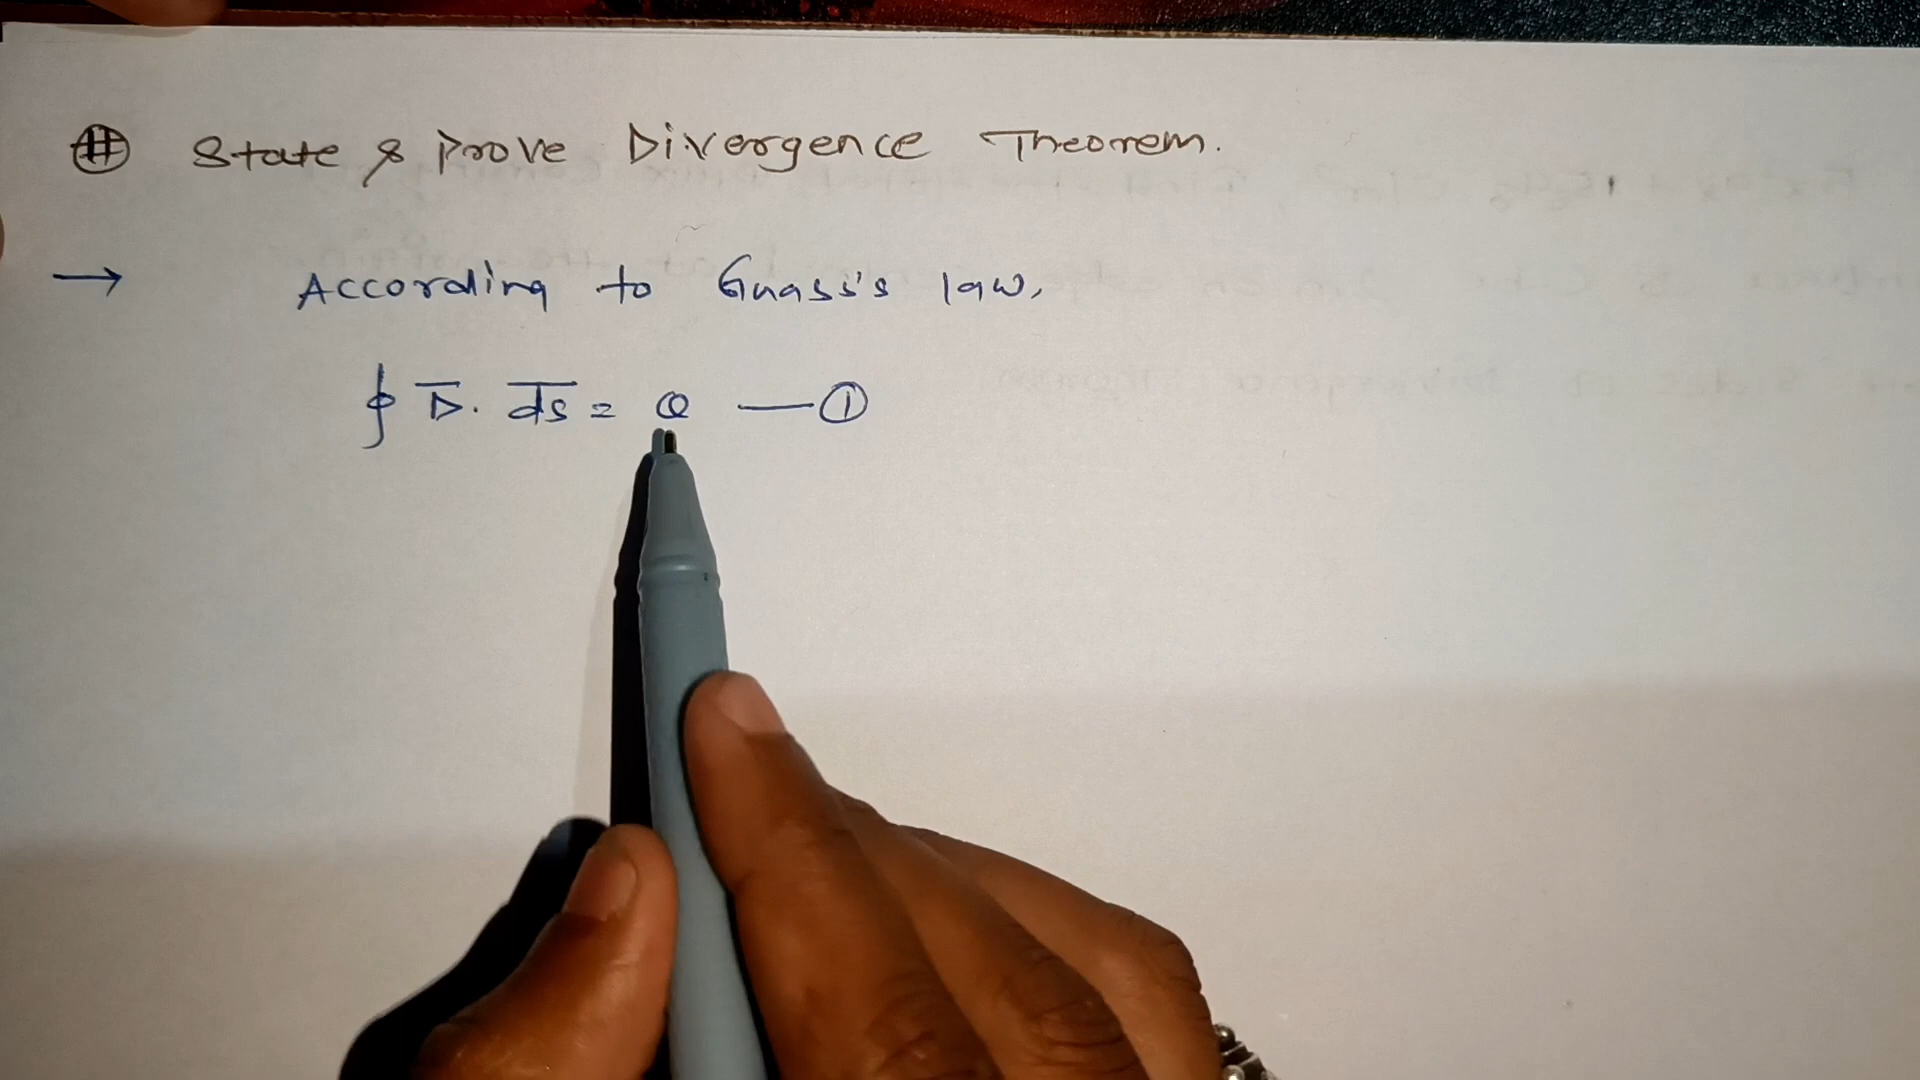 # State & Prove Divergence Theorem.
→ According to Guass's law,
∮ D̅. d̅s̅ = Q — ①